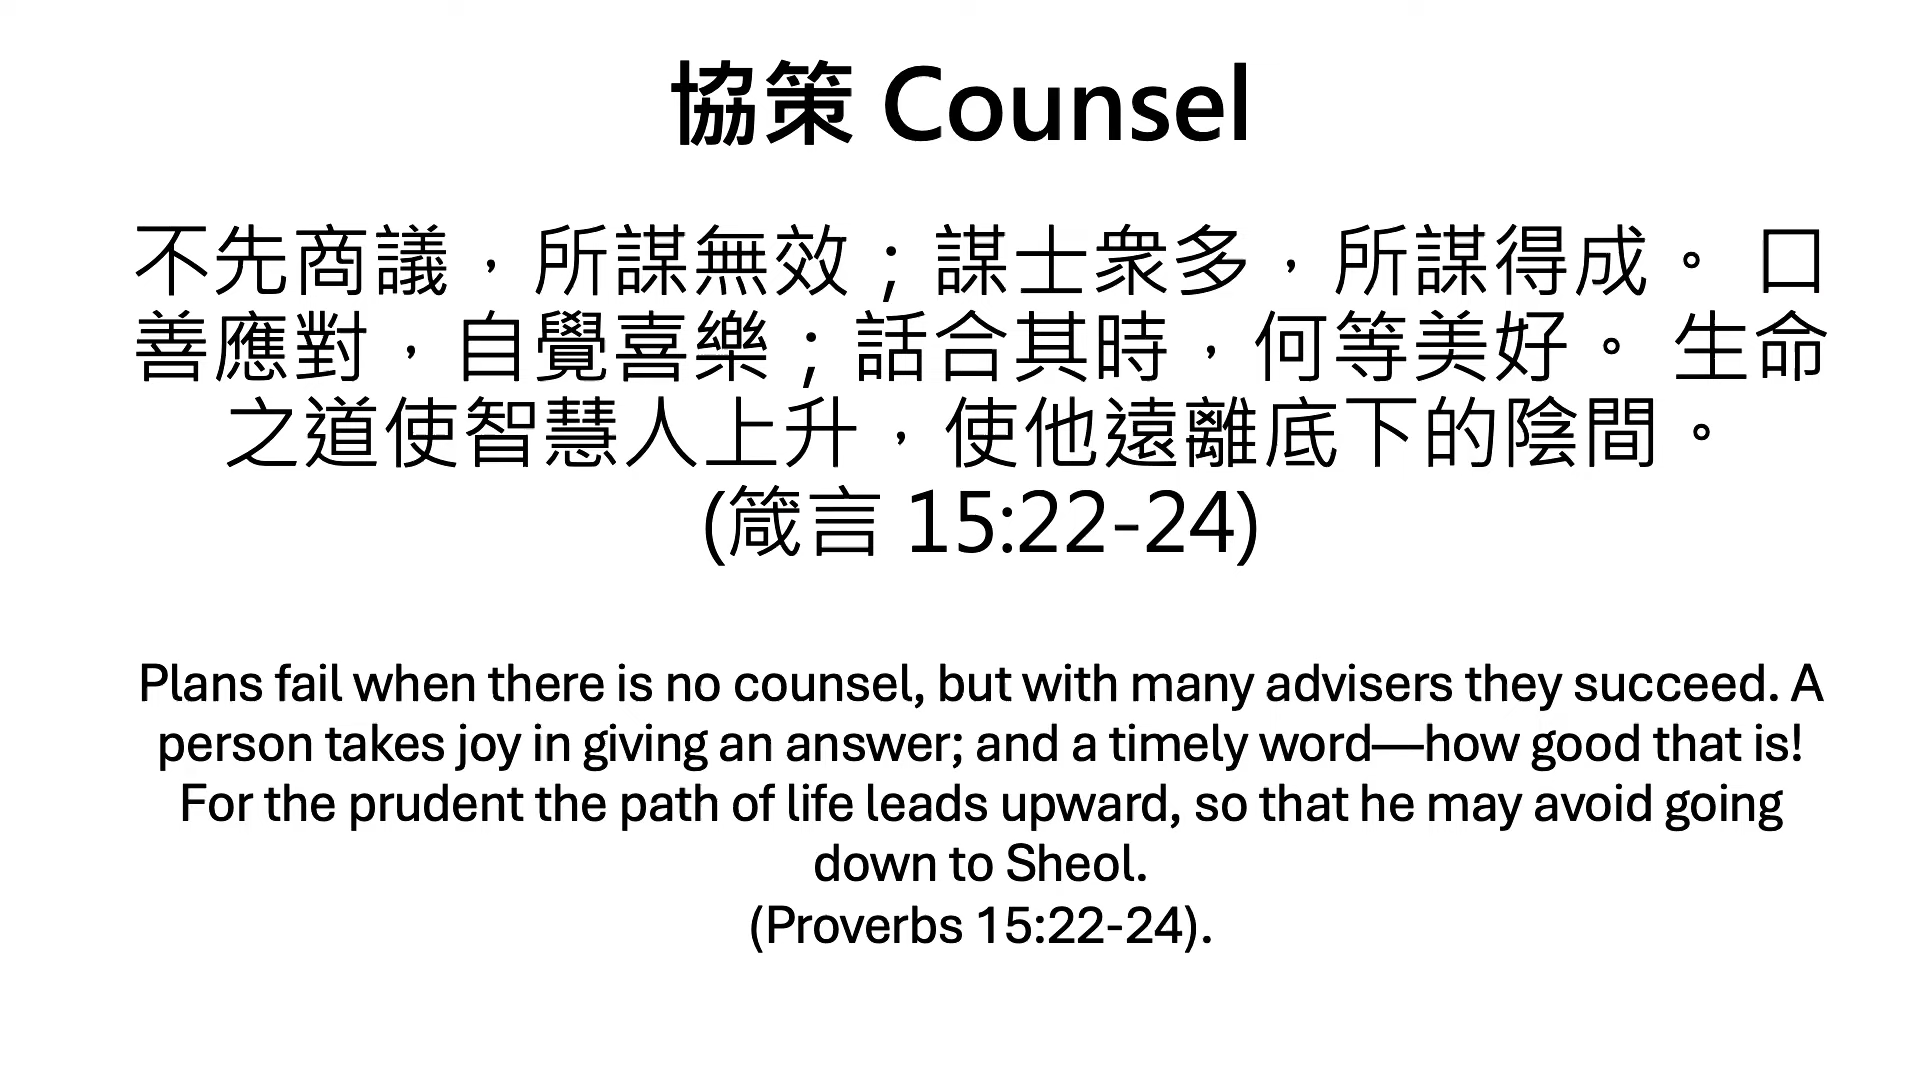 協策 Counsel
不先商議，所謀無效；謀士衆多，所謀得成。 口
善應對，自覺喜樂；話合其時，何等美好。 生命
之道使智慧人上升，使他遠離底下的陰間。
(箴言 15:22-24)
Plans fail when there is no counsel, but with many advisers they succeed. A
person takes joy in giving an answer; and a timely word—how good that is!
For the prudent the path of life leads upward, so that he may avoid going
down to Sheol.
(Proverbs 15:22-24).